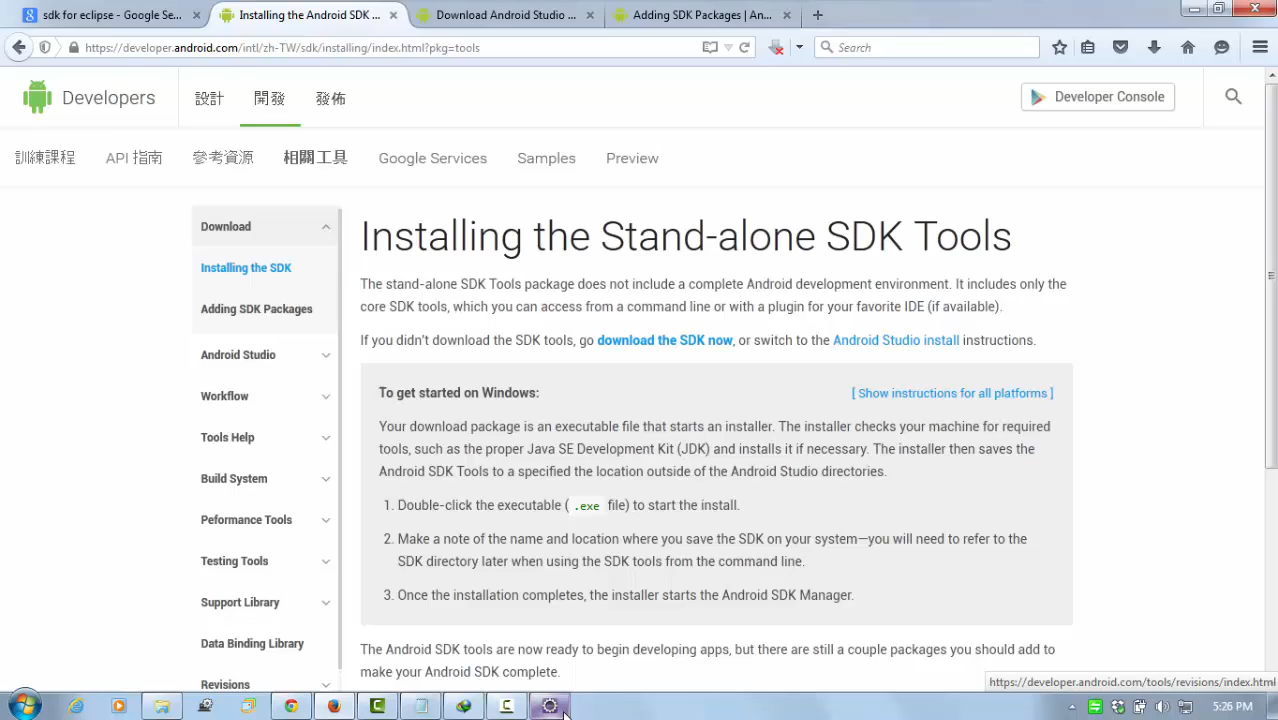 sdk for eclipse - Google S...
Installing the SDK | An...
Download Android Studio ...
Adding SDK Packages | An...
https://developer.android.com/intl/zh-TW/sdk/installing/index.html?pkg=tools
Search
Developers
設計
開發
發佈
Developer Console
訓練課程
API 指南
參考資源
相關工具
Google Services
Samples
Preview
Download
Installing the SDK
Adding SDK Packages
Android Studio
Workflow
Tools Help
Build System
Peformance Tools
Testing Tools
Support Library
Data Binding Library
Revisions
Installing the Stand-alone SDK Tools
The stand-alone SDK Tools package does not include a complete Android development environment. It includes only the
core SDK tools, which you can access from a command line or with a plugin for your favorite IDE (if available).
If you didn't download the SDK tools, go download the SDK now, or switch to the Android Studio install instructions.
To get started on Windows:
[ Show instructions for all platforms ]
Your download package is an executable file that starts an installer. The installer checks your machine for required
tools, such as the proper Java SE Development Kit (JDK) and installs it if necessary. The installer then saves the
Android SDK Tools to a specified the location outside of the Android Studio directories.
1. Double-click the executable ( .exe file) to start the install.
2. Make a note of the name and location where you save the SDK on your system—you will need to refer to the
SDK directory later when using the SDK tools from the command line.
3. Once the installation completes, the installer starts the Android SDK Manager.
The Android SDK tools are now ready to begin developing apps, but there are still a couple packages you should add to
make your Android SDK complete.
https://developer.android.com/tools/revisions/index.html
5:26 PM